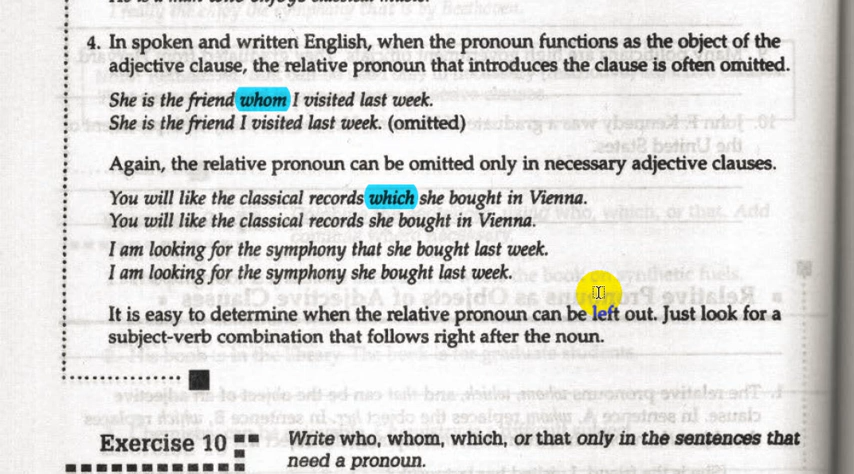 4. In spoken and written English, when the pronoun functions as the object of the
adjective clause, the relative pronoun that introduces the clause is often omitted.
She is the friend whom I visited last week.
She is the friend I visited last week. (omitted)
Again, the relative pronoun can be omitted only in necessary adjective clauses.
You will like the classical records which she bought in Vienna.
You will like the classical records she bought in Vienna.
I am looking for the symphony that she bought last week.
I am looking for the symphony she bought last week.
It is easy to determine when the relative pronoun can be left out. Just look for a
subject-verb combination that follows right after the noun.
Exercise 10 Write who, whom, which, or that only in the sentences that
need a pronoun.